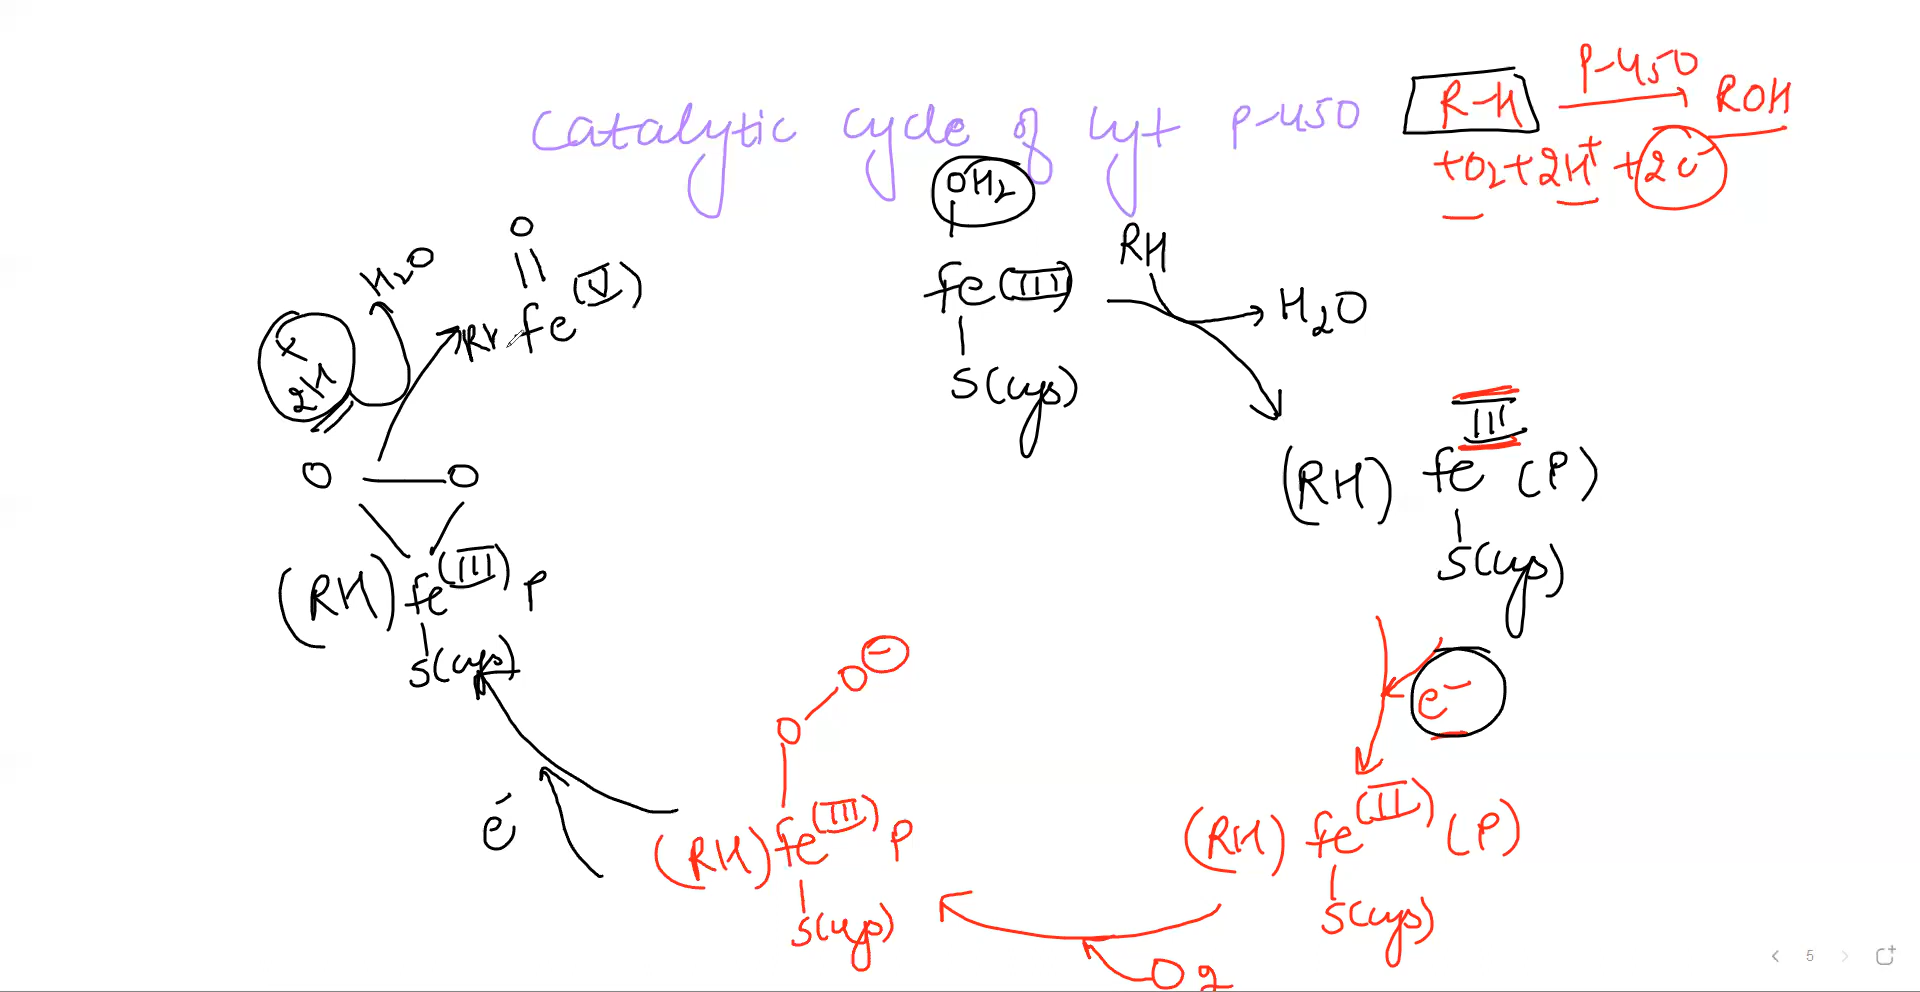 Catalytic cycle of cyt P-450
R-H P-450 ROH
+O2+2H+ +2e-
OH2
Fe(III)
S(cys)
RH
H2O
III
(RH) Fe (P)
S(cys)
e-
(RH) Fe(II) (P)
S(cys)
O2
O-O-
(RH) Fe(III) P
S(cys)
e-
O-O
(RH) Fe(III) P
S(cys)
+
2H
H2O
O
Fe(V)
5